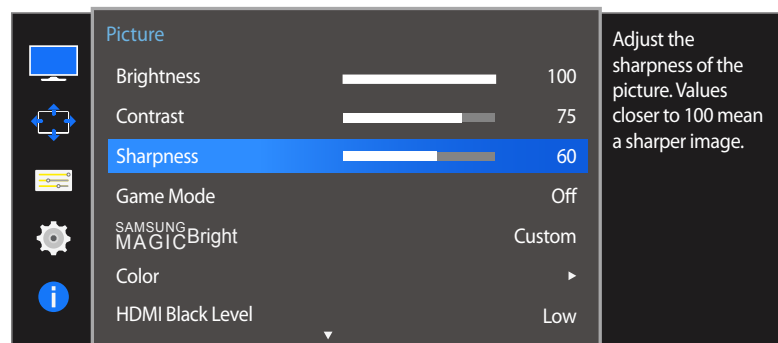 Picture
Brightness 100
Contrast 75
Sharpness 60
Game Mode Off
SAMSUNG
MAGICBright Custom
Color
HDMI Black Level Low
Adjust the
sharpness of the
picture. Values
closer to 100 mean
a sharper image.